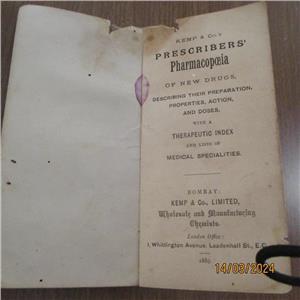 KEMP & Co.'s
PRESCRIBERS'
Pharmacopœia
OF NEW DRUGS,
DESCRIBING THEIR PREPARATION,
PROPERTIES, ACTION,
AND DOSES.
WITH A
THERAPEUTIC INDEX
AND LISTS OF
MEDICAL SPECIALITIES.
BOMBAY:
KEMP & Co., LIMITED,
Wholesale and Manufacturing
Chemists.
London Office:
1, Whittington Avenue, Leadenhall St., E.C.
14/03/2024